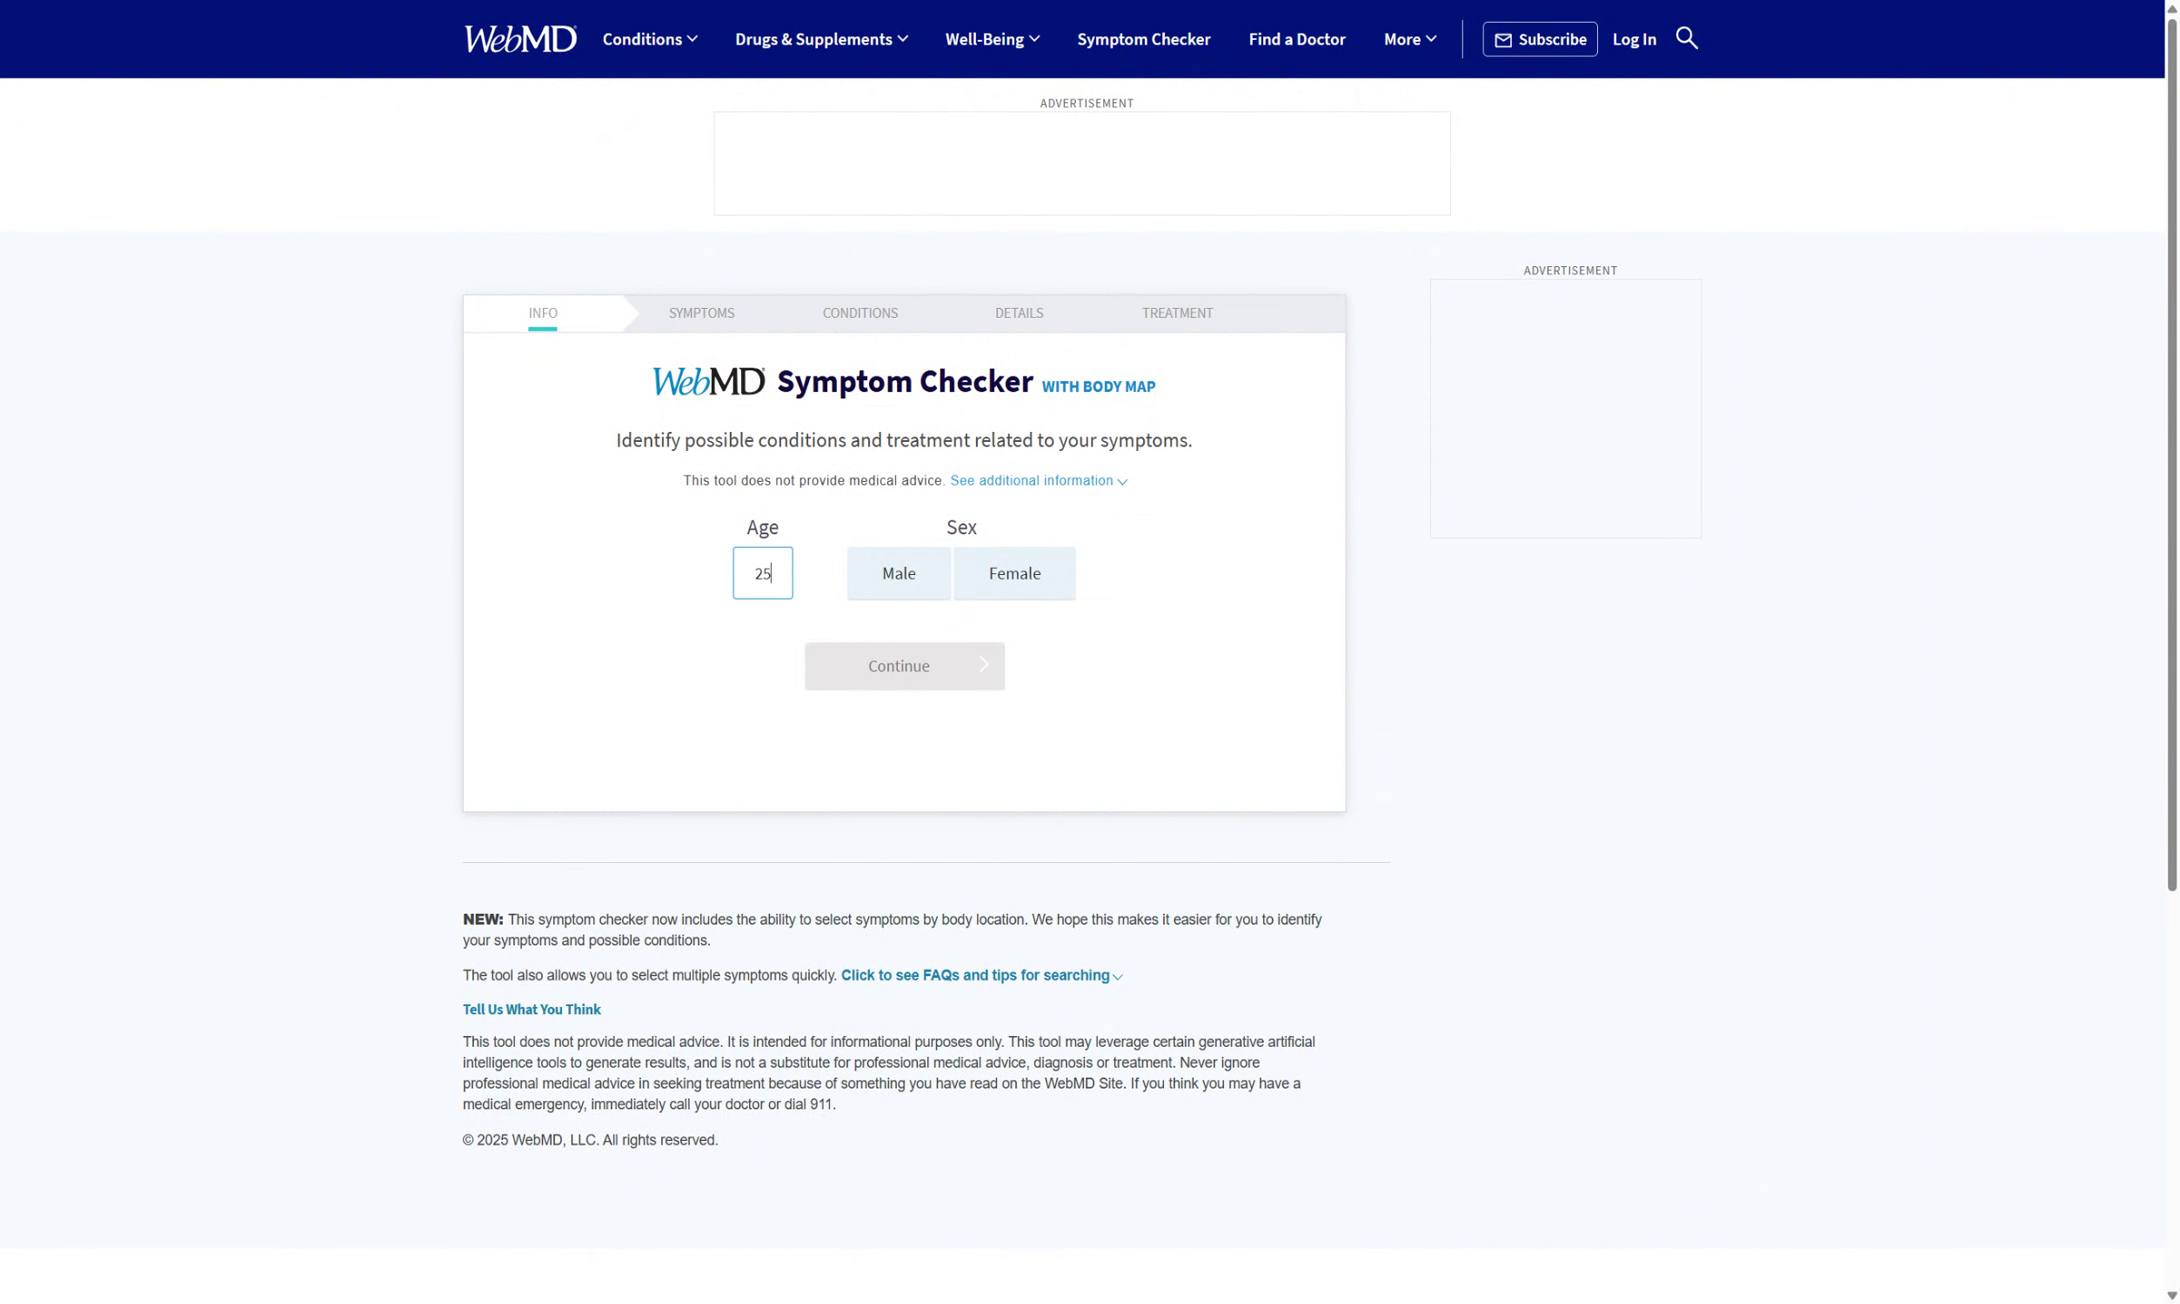 WebMD Conditions Drugs & Supplements Well-Being Symptom Checker Find a Doctor More Subscribe Log In
ADVERTISEMENT
ADVERTISEMENT
INFO SYMPTOMS CONDITIONS DETAILS TREATMENT
WebMD Symptom Checker WITH BODY MAP
Identify possible conditions and treatment related to your symptoms.
This tool does not provide medical advice. See additional information
Age Sex
25 Male Female
Continue
NEW: This symptom checker now includes the ability to select symptoms by body location. We hope this makes it easier for you to identify
your symptoms and possible conditions.
The tool also allows you to select multiple symptoms quickly. Click to see FAQs and tips for searching
Tell Us What You Think
This tool does not provide medical advice. It is intended for informational purposes only. This tool may leverage certain generative artificial
intelligence tools to generate results, and is not a substitute for professional medical advice, diagnosis or treatment. Never ignore
professional medical advice in seeking treatment because of something you have read on the WebMD Site. If you think you may have a
medical emergency, immediately call your doctor or dial 911.
© 2025 WebMD, LLC. All rights reserved.